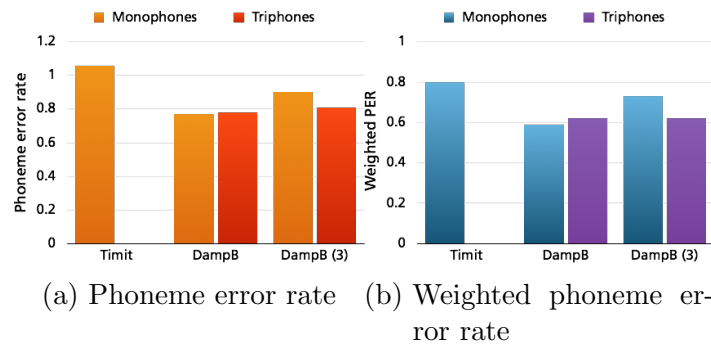 Monophones Triphones
Phoneme error rate
1.2
1
0.8
0.6
0.4
0.2
0
Timit DampB DampB (3)
(a) Phoneme error rate
Monophones Triphones
Weighted PER
1
0.8
0.6
0.4
0.2
0
Timit DampB DampB (3)
(b) Weighted phoneme er-
ror rate